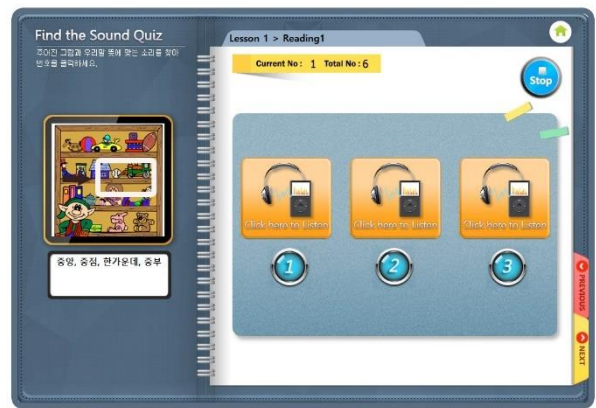 Find the Sound Quiz
주어진 그림과 우리말 뜻에 맞는 소리를 찾아
번호를 클릭하세요.
Lesson 1 > Reading1
Current No : 1 Total No : 6
Stop
Click here to Listen
Click here to Listen
Click here to Listen
1
2
3
중앙, 중점, 한가운데, 중부
PREVIOUS
NEXT